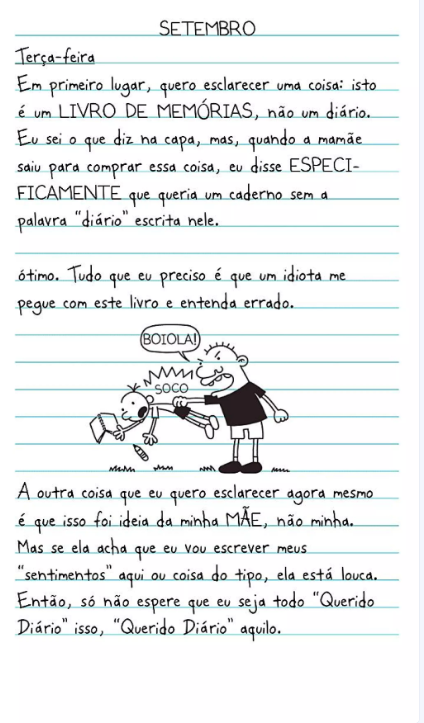 SETEMBRO
Terça-feira
Em primeiro lugar, quero esclarecer uma coisa: isto
é um LIVRO DE MEMÓRIAS, não um diário.
Eu sei o que diz na capa, mas, quando a mamãe
saiu para comprar essa coisa, eu disse ESPECI-
FICAMENTE que queria um caderno sem a
palavra "diário" escrita nele.
ótimo. Tudo que eu preciso é que um idiota me
pegue com este livro e entenda errado.
BOIOLA!
SOCO
A outra coisa que eu quero esclarecer agora mesmo
é que isso foi ideia da minha MÃE, não minha.
Mas se ela acha que eu vou escrever meus
"sentimentos" aqui ou coisa do tipo, ela está louca.
Então, só não espere que eu seja todo "Querido
Diário" isso, "Querido Diário" aquilo.